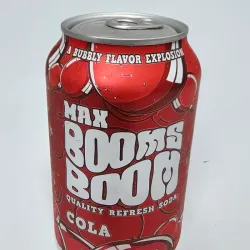 A BUBBLY FLAVOR EXPLOSION
MAX
BOOMS
BOOM
QUALITY REFRESH SODA
COLA